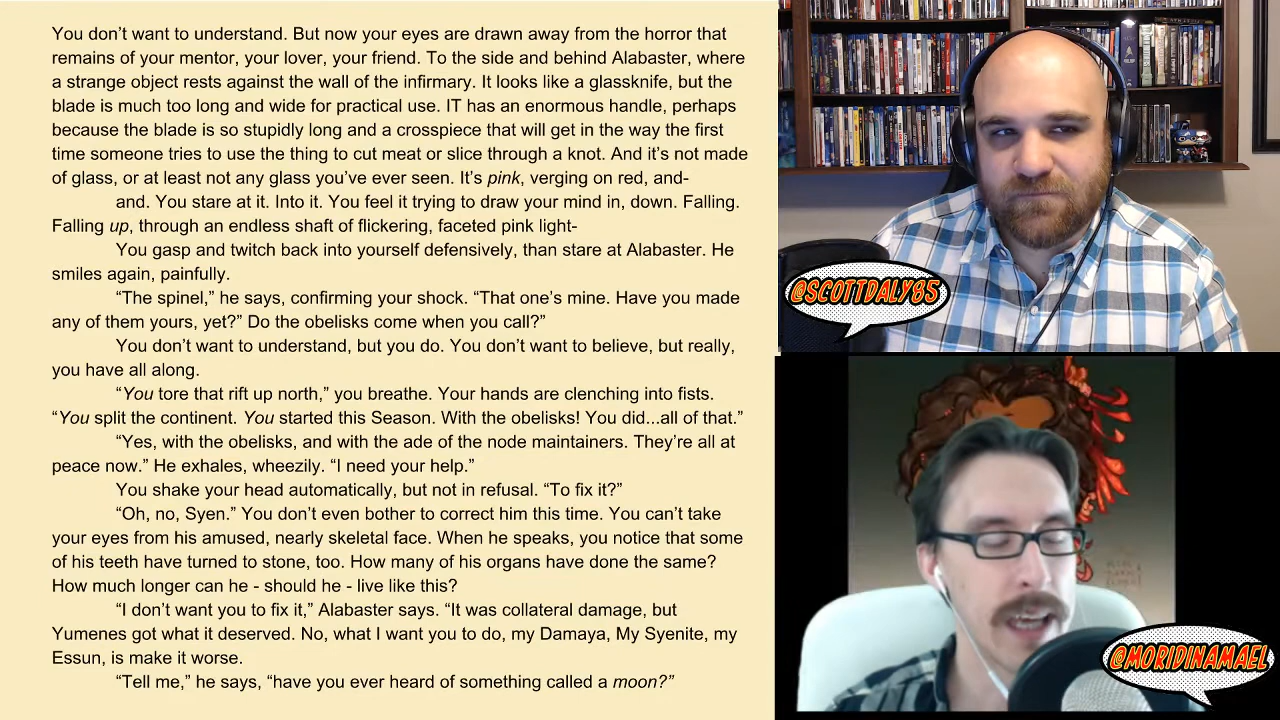 You don't want to understand. But now your eyes are drawn away from the horror that
remains of your mentor, your lover, your friend. To the side and behind Alabaster, where
a strange object rests against the wall of the infirmary. It looks like a glassknife, but the
blade is much too long and wide for practical use. IT has an enormous handle, perhaps
because the blade is so stupidly long and a crosspiece that will get in the way the first
time someone tries to use the thing to cut meat or slice through a knot. And it's not made
of glass, or at least not any glass you've ever seen. It's pink, verging on red, and-
and. You stare at it. Into it. You feel it trying to draw your mind in, down. Falling.
Falling up, through an endless shaft of flickering, faceted pink light-
You gasp and twitch back into yourself defensively, than stare at Alabaster. He
smiles again, painfully.
“The spinel,” he says, confirming your shock. “That one's mine. Have you made
any of them yours, yet?” Do the obelisks come when you call?”
You don't want to understand, but you do. You don't want to believe, but really,
you have all along.
“You tore that rift up north,” you breathe. Your hands are clenching into fists.
“You split the continent. You started this Season. With the obelisks! You did...all of that.”
“Yes, with the obelisks, and with the ade of the node maintainers. They're all at
peace now.” He exhales, wheezily. “I need your help.”
You shake your head automatically, but not in refusal. “To fix it?”
“Oh, no, Syen.” You don't even bother to correct him this time. You can't take
your eyes from his amused, nearly skeletal face. When he speaks, you notice that some
of his teeth have turned to stone, too. How many of his organs have done the same?
How much longer can he - should he - live like this?
“I don't want you to fix it,” Alabaster says. “It was collateral damage, but
Yumenes got what it deserved. No, what I want you to do, my Damaya, My Syenite, my
Essun, is make it worse.
“Tell me,” he says, “have you ever heard of something called a moon?”
@SCOTTDALY85
@MORIDINAMAEL